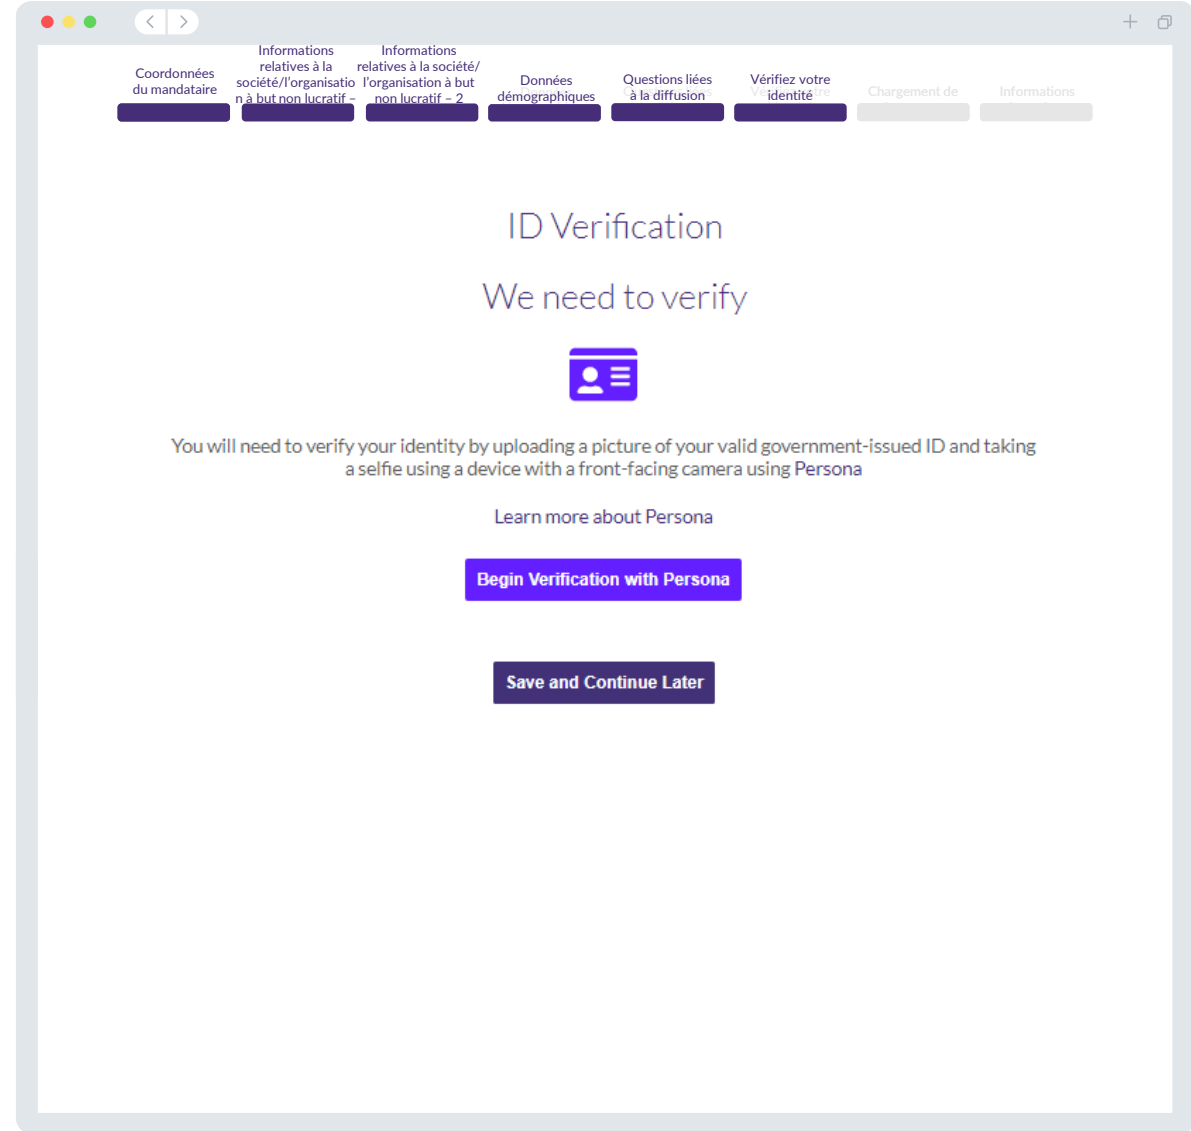 Coordonnées
du mandataire
Informations
relatives à la
société/l'organisatio
n à but non lucratif –
Informations
relatives à la société/
l'organisation à but
non lucratif – 2
Données
démographiques
Questions liées
à la diffusion
Vérifiez votre
identité
Chargement de
Informations
ID Verification
We need to verify
You will need to verify your identity by uploading a picture of your valid government-issued ID and taking
a selfie using a device with a front-facing camera using Persona
Learn more about Persona
Begin Verification with Persona
Save and Continue Later